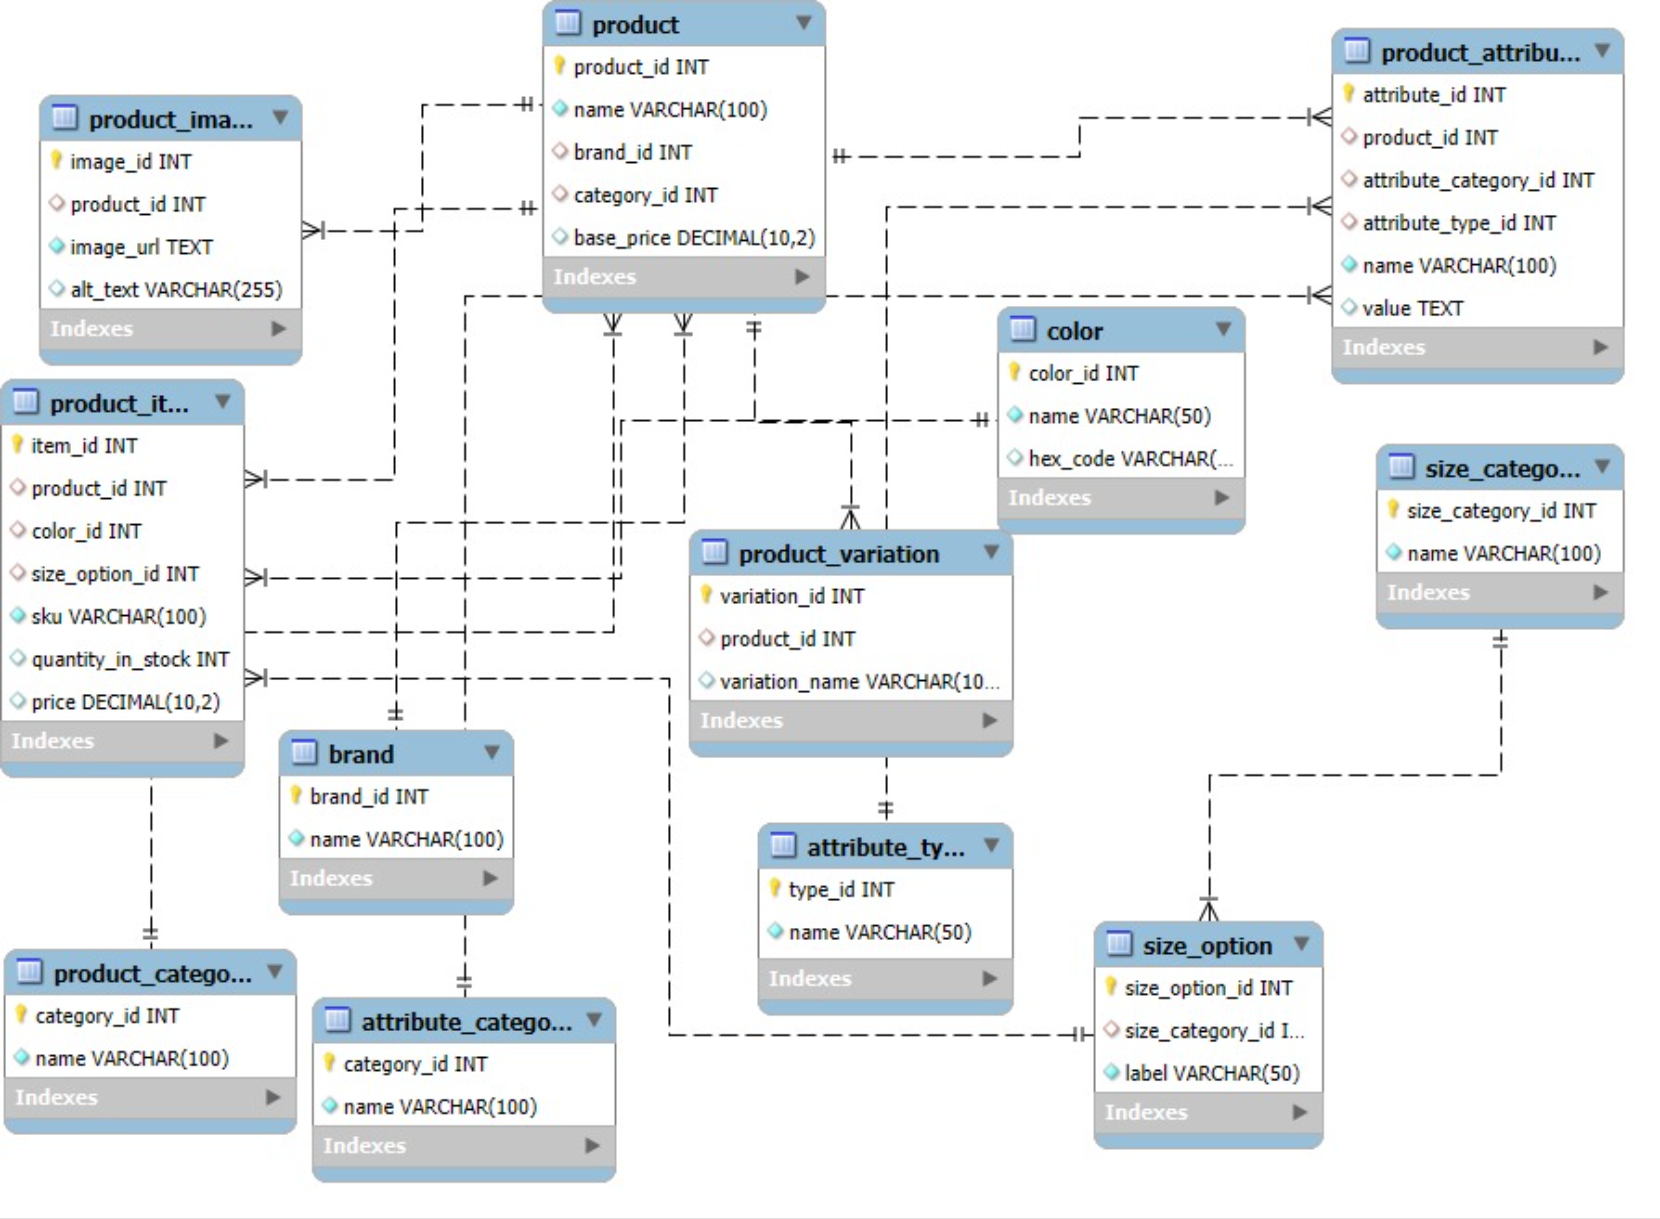 product
product_id INT
name VARCHAR(100)
brand_id INT
category_id INT
base_price DECIMAL(10,2)
Indexes
product_attribu...
attribute_id INT
product_id INT
attribute_category_id INT
attribute_type_id INT
name VARCHAR(100)
value TEXT
Indexes
product_ima...
image_id INT
product_id INT
image_url TEXT
alt_text VARCHAR(255)
Indexes
color
color_id INT
name VARCHAR(50)
hex_code VARCHAR(...
Indexes
product_it...
item_id INT
product_id INT
color_id INT
size_option_id INT
sku VARCHAR(100)
quantity_in_stock INT
price DECIMAL(10,2)
Indexes
size_catego...
size_category_id INT
name VARCHAR(100)
Indexes
product_variation
variation_id INT
product_id INT
variation_name VARCHAR(10...
Indexes
brand
brand_id INT
name VARCHAR(100)
Indexes
attribute_ty...
type_id INT
name VARCHAR(50)
Indexes
size_option
size_option_id INT
size_category_id I...
label VARCHAR(50)
Indexes
product_catego...
category_id INT
name VARCHAR(100)
Indexes
attribute_catego...
category_id INT
name VARCHAR(100)
Indexes